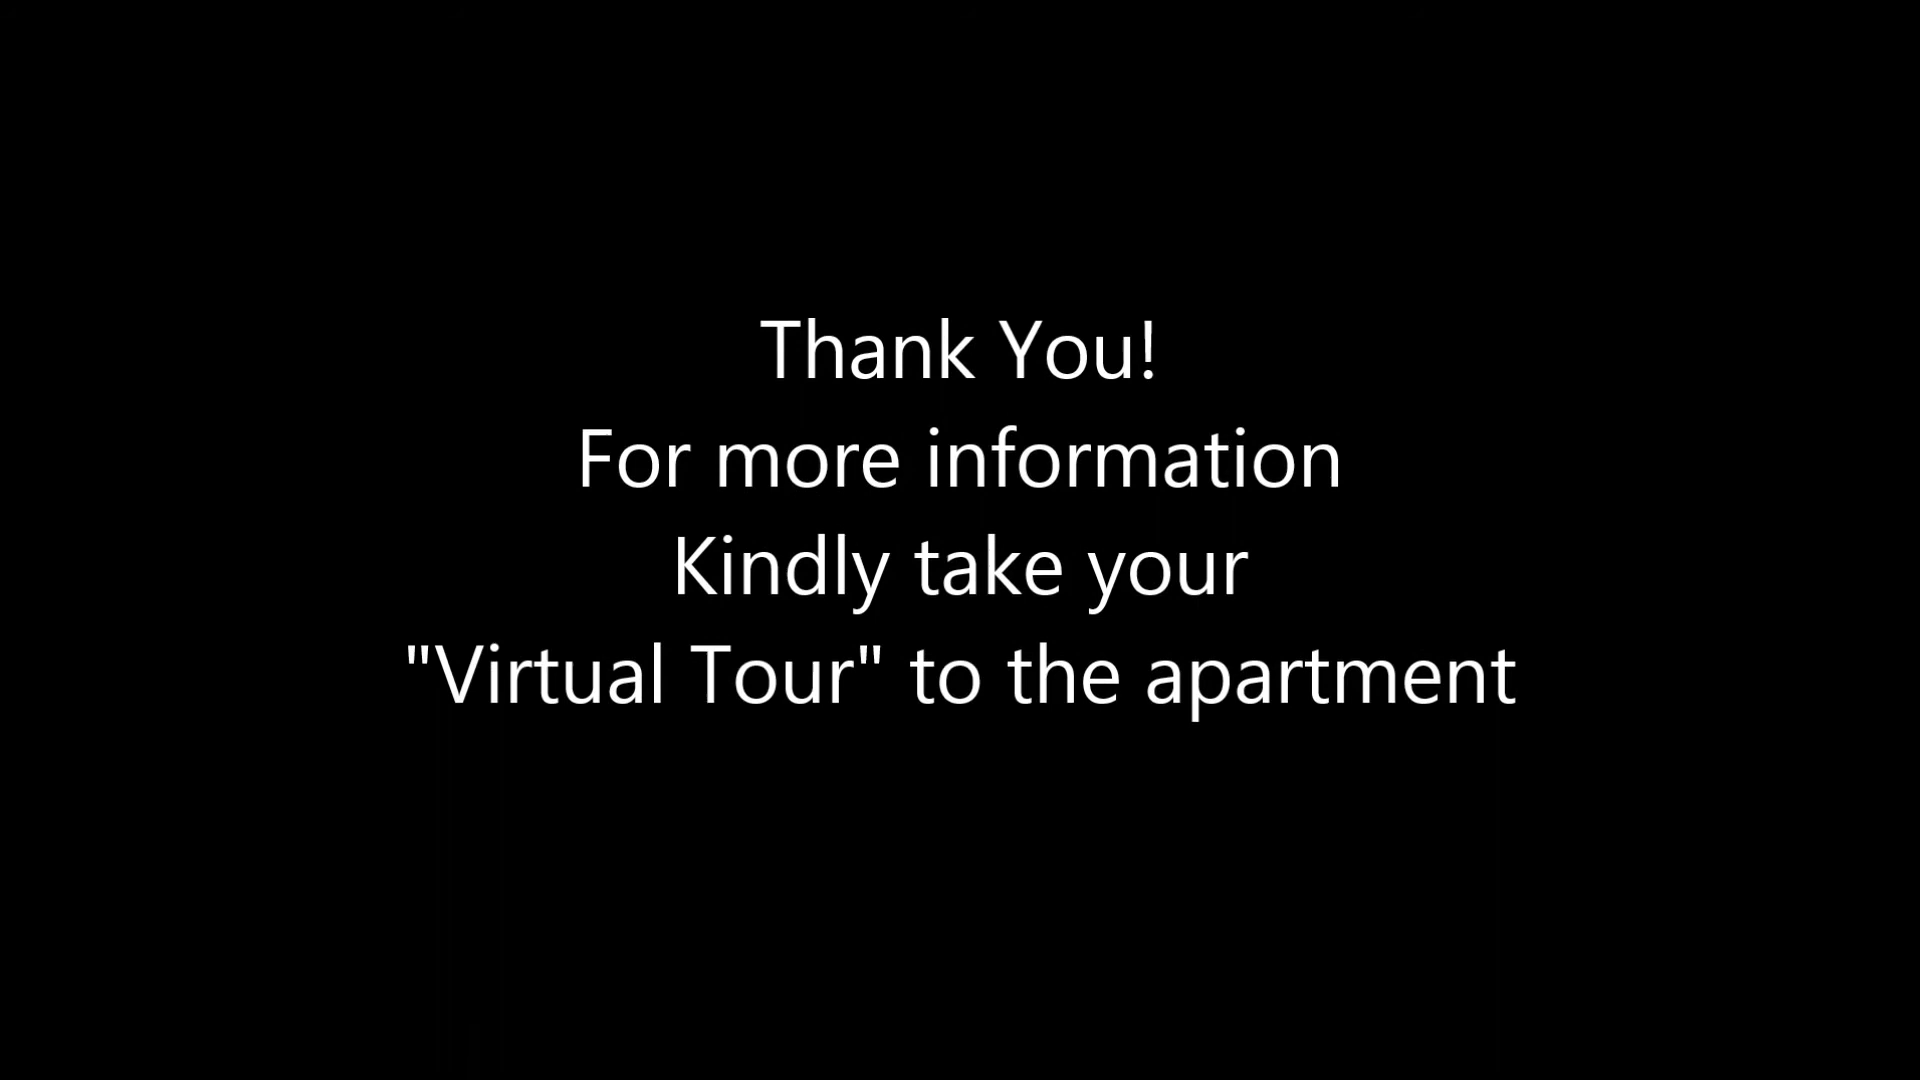 Thank You!
For more information
Kindly take your
"Virtual Tour" to the apartment